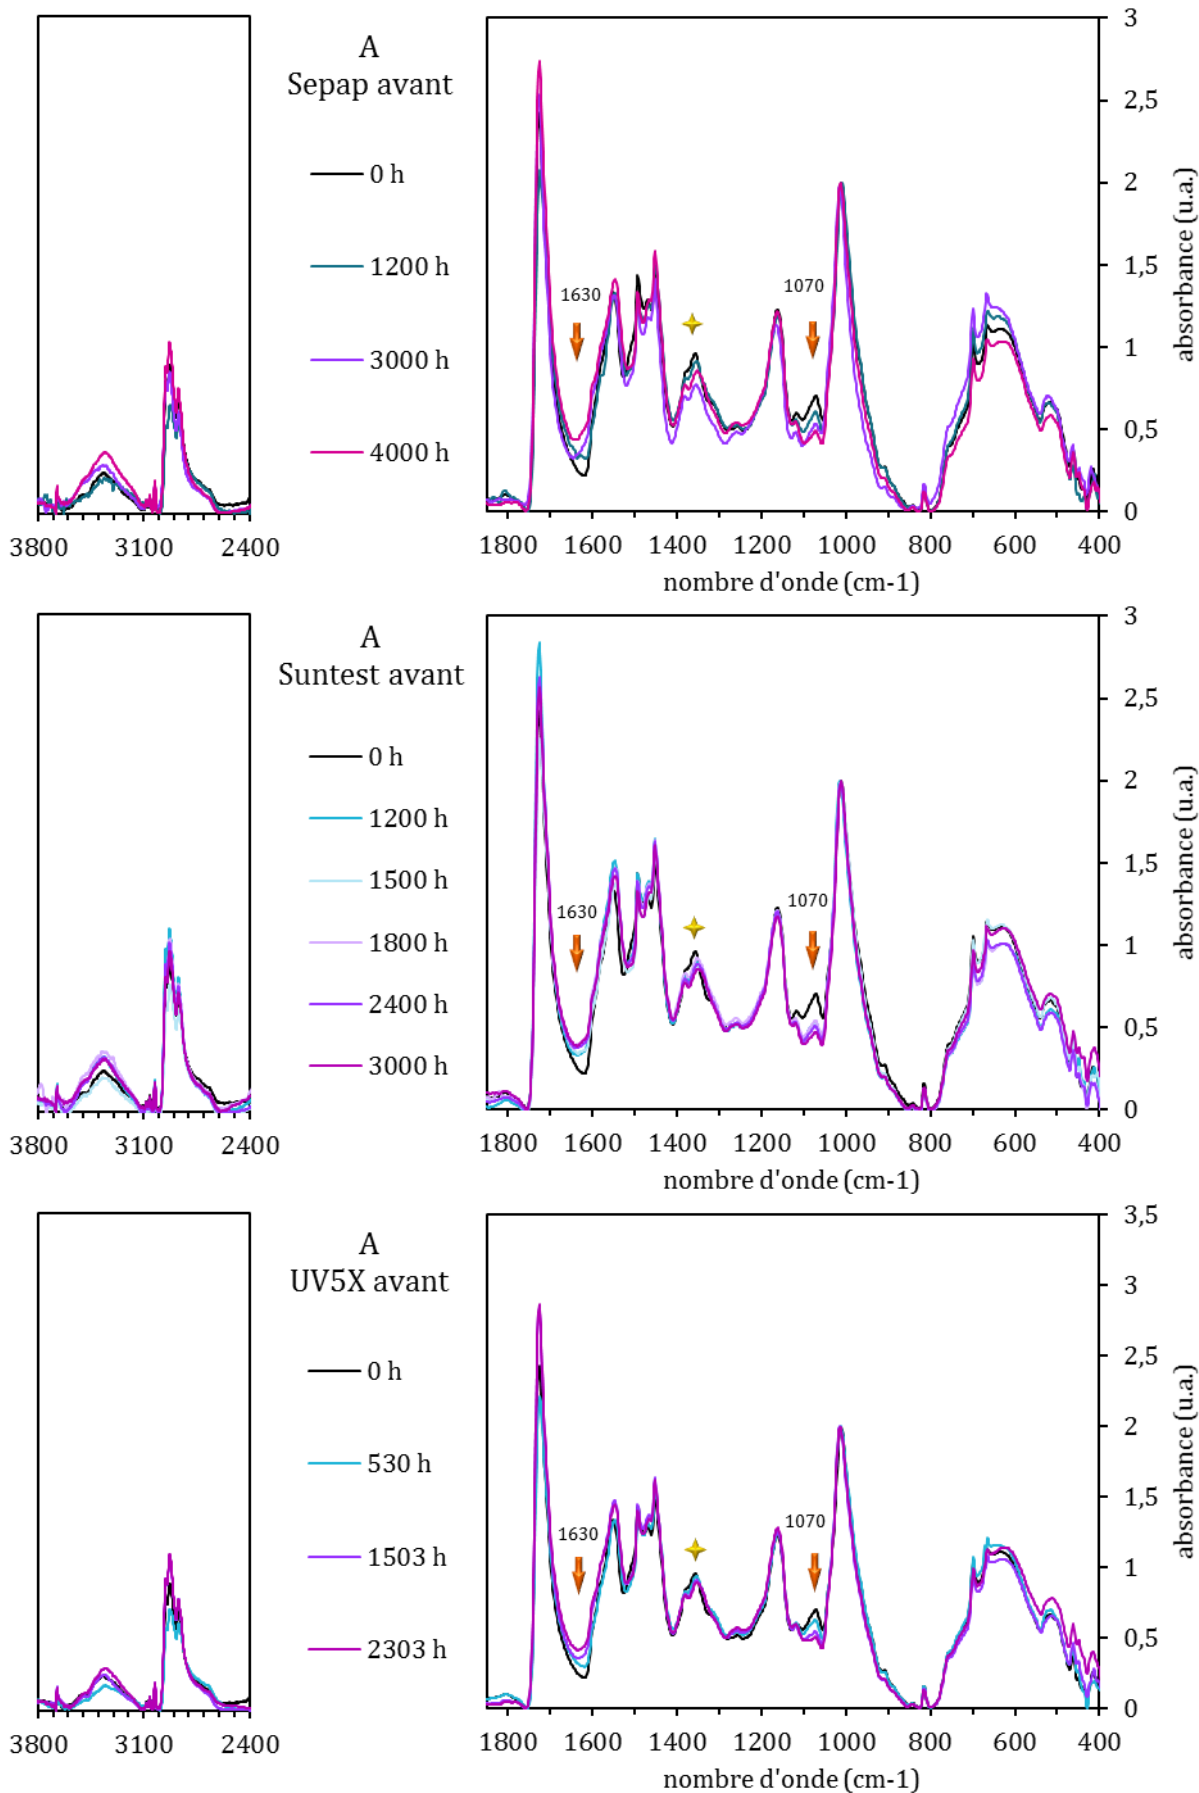 A
Sepap avant
0 h
1200 h
3000 h
4000 h
3800 3100 2400
1630
1070
3
2,5
2
1,5
1
0,5
0
absorbance (u.a.)
1800 1600 1400 1200 1000 800 600 400
nombre d'onde (cm-1)
A
Suntest avant
0 h
1200 h
1500 h
1800 h
2400 h
3000 h
3800 3100 2400
1630
1070
3
2,5
2
1,5
1
0,5
0
absorbance (u.a.)
1800 1600 1400 1200 1000 800 600 400
nombre d'onde (cm-1)
A
UV5X avant
0 h
530 h
1503 h
2303 h
3800 3100 2400
1630
1070
3,5
3
2,5
2
1,5
1
0,5
0
absorbance (u.a.)
1800 1600 1400 1200 1000 800 600 400
nombre d'onde (cm-1)